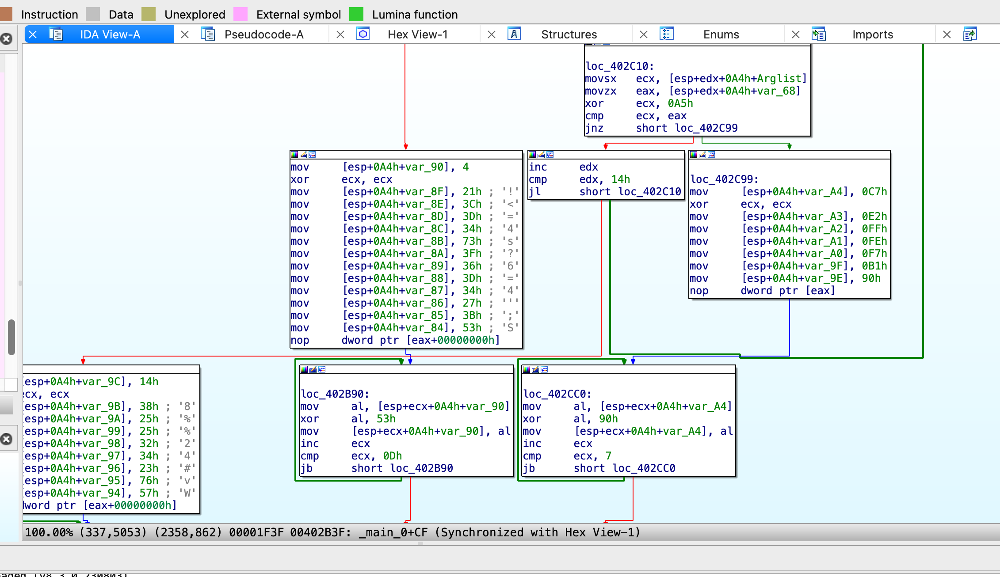 Instruction Data Unexplored External symbol Lumina function
IDA View-A Pseudocode-A Hex View-1 Structures Enums Imports
loc_402C10:
movsx ecx, [esp+edx+0A4h+Arglist]
movzx eax, [esp+edx+0A4h+var_68]
xor ecx, 0A5h
cmp ecx, eax
jnz short loc_402C99
mov [esp+0A4h+var_90], 4
xor ecx, ecx
mov [esp+0A4h+var_8F], 21h ; '!'
mov [esp+0A4h+var_8E], 3Ch ; '<'
mov [esp+0A4h+var_8D], 3Dh ; '='
mov [esp+0A4h+var_8C], 34h ; '4'
mov [esp+0A4h+var_8B], 73h ; 's'
mov [esp+0A4h+var_8A], 3Fh ; '?'
mov [esp+0A4h+var_89], 36h ; '6'
mov [esp+0A4h+var_88], 3Dh ; '='
mov [esp+0A4h+var_87], 34h ; '4'
mov [esp+0A4h+var_86], 27h ; '''
mov [esp+0A4h+var_85], 3Bh ; ';'
mov [esp+0A4h+var_84], 53h ; 'S'
nop dword ptr [eax+00000000h]
inc edx
cmp edx, 14h
jl short loc_402C10
loc_402C99:
mov [esp+0A4h+var_A4], 0C7h
xor ecx, ecx
mov [esp+0A4h+var_A3], 0E2h
mov [esp+0A4h+var_A2], 0FFh
mov [esp+0A4h+var_A1], 0FEh
mov [esp+0A4h+var_A0], 0F7h
mov [esp+0A4h+var_9F], 0B1h
mov [esp+0A4h+var_9E], 90h
nop dword ptr [eax]
[esp+0A4h+var_9C], 14h
ecx, ecx
[esp+0A4h+var_9B], 38h ; '8'
[esp+0A4h+var_9A], 25h ; '%'
[esp+0A4h+var_99], 25h ; '%'
[esp+0A4h+var_98], 32h ; '2'
[esp+0A4h+var_97], 34h ; '4'
[esp+0A4h+var_96], 23h ; '#'
[esp+0A4h+var_95], 76h ; 'v'
[esp+0A4h+var_94], 57h ; 'W'
dword ptr [eax+00000000h]
loc_402B90:
mov al, [esp+ecx+0A4h+var_90]
xor al, 53h
mov [esp+ecx+0A4h+var_90], al
inc ecx
cmp ecx, 0Dh
jb short loc_402B90
loc_402CC0:
mov al, [esp+ecx+0A4h+var_A4]
xor al, 90h
mov [esp+ecx+0A4h+var_A4], al
inc ecx
cmp ecx, 7
jb short loc_402CC0
100.00% (337,5053) (2358,862) 00001F3F 00402B3F: _main_0+CF (Synchronized with Hex View-1)